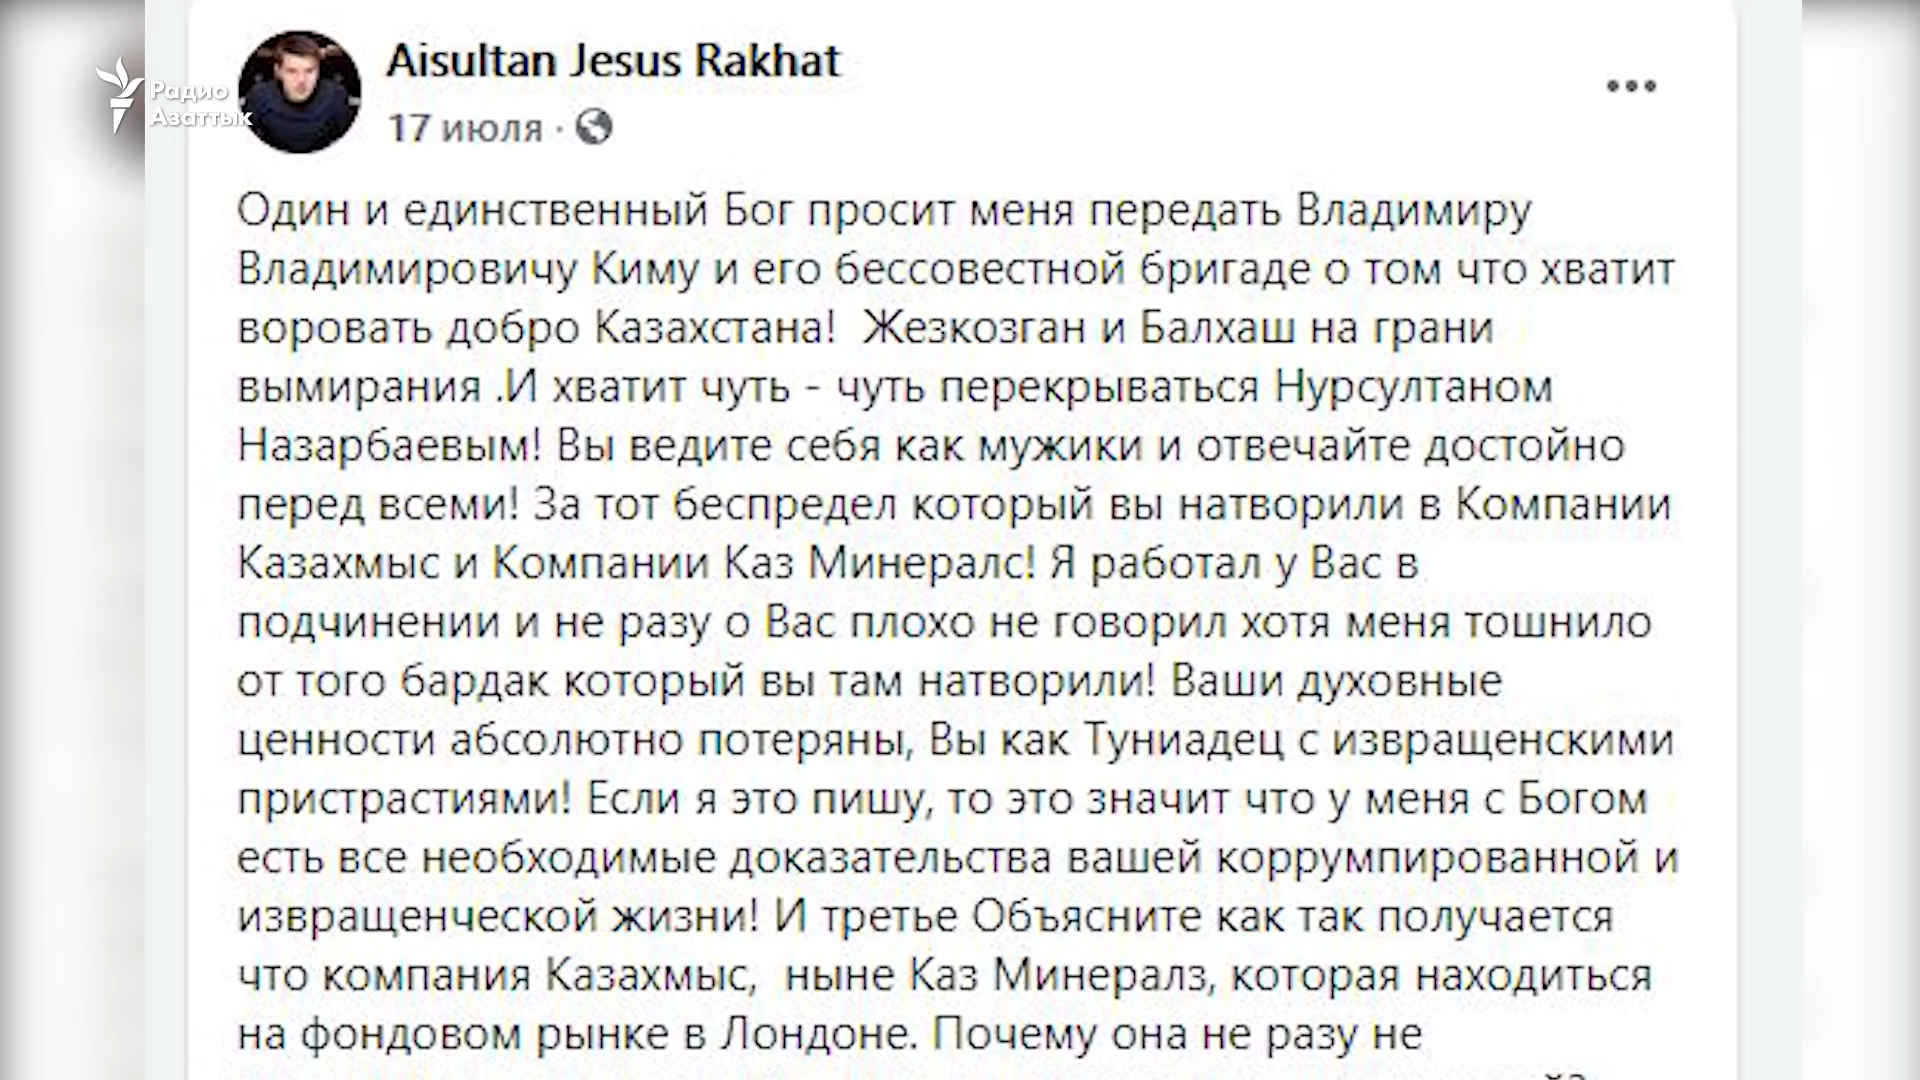 Радио
Азаттык
Aisultan Jesus Rakhat
17 июля ·
Один и единственный Бог просит меня передать Владимиру
Владимировичу Киму и его бессовестной бригаде о том что хватит
воровать добро Казахстана!  Жезкозган и Балхаш на грани
вымирания .И хватит чуть - чуть перекрываться Нурсултаном
Назарбаевым! Вы ведите себя как мужики и отвечайте достойно
перед всеми! За тот беспредел который вы натворили в Компании
Казахмыс и Компании Каз Минералс! Я работал у Вас в
подчинении и не разу о Вас плохо не говорил хотя меня тошнило
от того бардак который вы там натворили! Ваши духовные
ценности абсолютно потеряны, Вы как Туниадец с извращенскими
пристрастиями! Если я это пишу, то это значит что у меня с Богом
есть все необходимые доказательства вашей коррумпированной и
извращенческой жизни! И третье Объясните как так получается
что компания Казахмыс,  ныне Каз Минералз, которая находиться
на фондовом рынке в Лондоне. Почему она не разу не